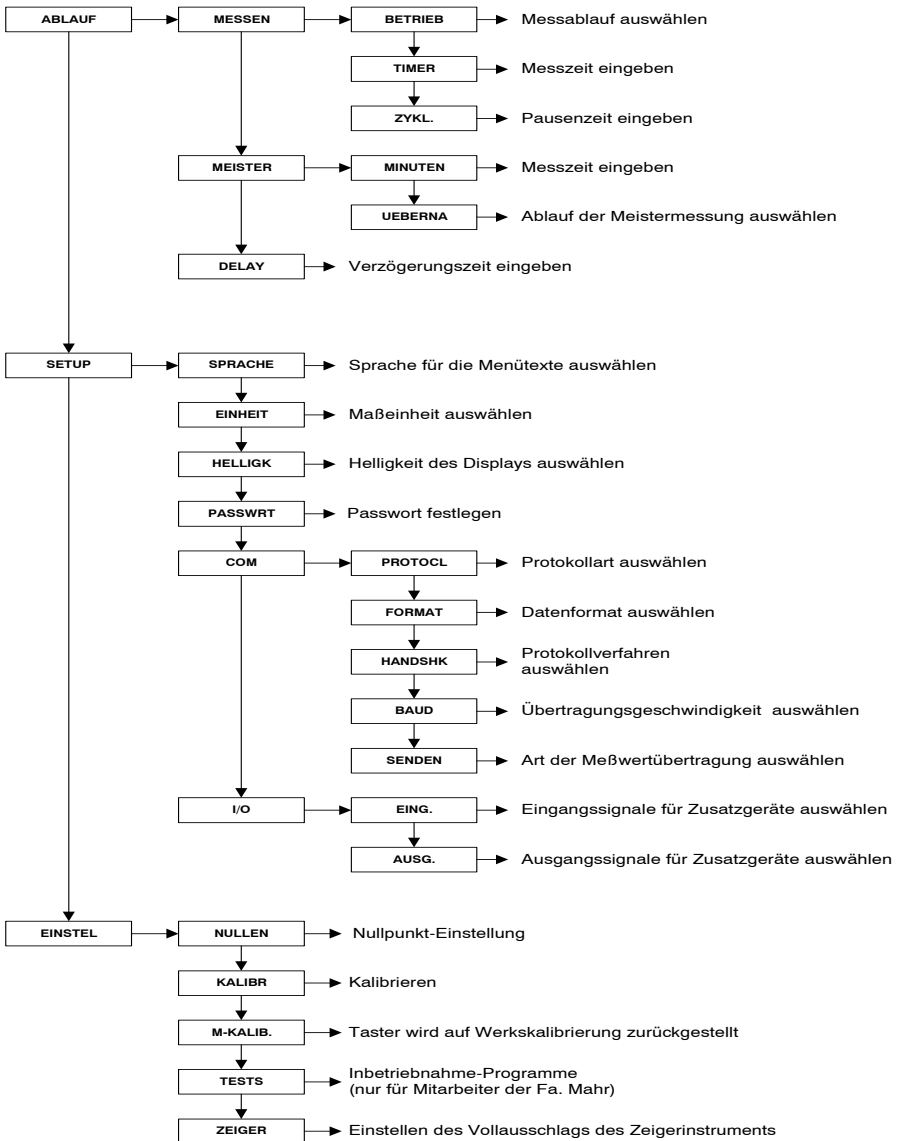 ABLAUF MESSEN BETRIEB Messablauf auswählen
TIMER Messzeit eingeben
ZYKL. Pausenzeit eingeben
MEISTER MINUTEN Messzeit eingeben
UEBERNA Ablauf der Meistermessung auswählen
DELAY Verzögerungszeit eingeben
SETUP SPRACHE Sprache für die Menütexte auswählen
EINHEIT Maßeinheit auswählen
HELLIGK Helligkeit des Displays auswählen
PASSWRT Passwort festlegen
COM PROTOCL Protokollart auswählen
FORMAT Datenformat auswählen
HANDSHK Protokollverfahren
auswählen
BAUD Übertragungsgeschwindigkeit auswählen
SENDEN Art der Meßwertübertragung auswählen
I/O EING. Eingangssignale für Zusatzgeräte auswählen
AUSG. Ausgangssignale für Zusatzgeräte auswählen
EINSTEL NULLEN Nullpunkt-Einstellung
KALIBR Kalibrieren
M-KALIB. Taster wird auf Werkskalibrierung zurückgestellt
TESTS Inbetriebnahme-Programme
(nur für Mitarbeiter der Fa. Mahr)
ZEIGER Einstellen des Vollausschlags des Zeigerinstruments